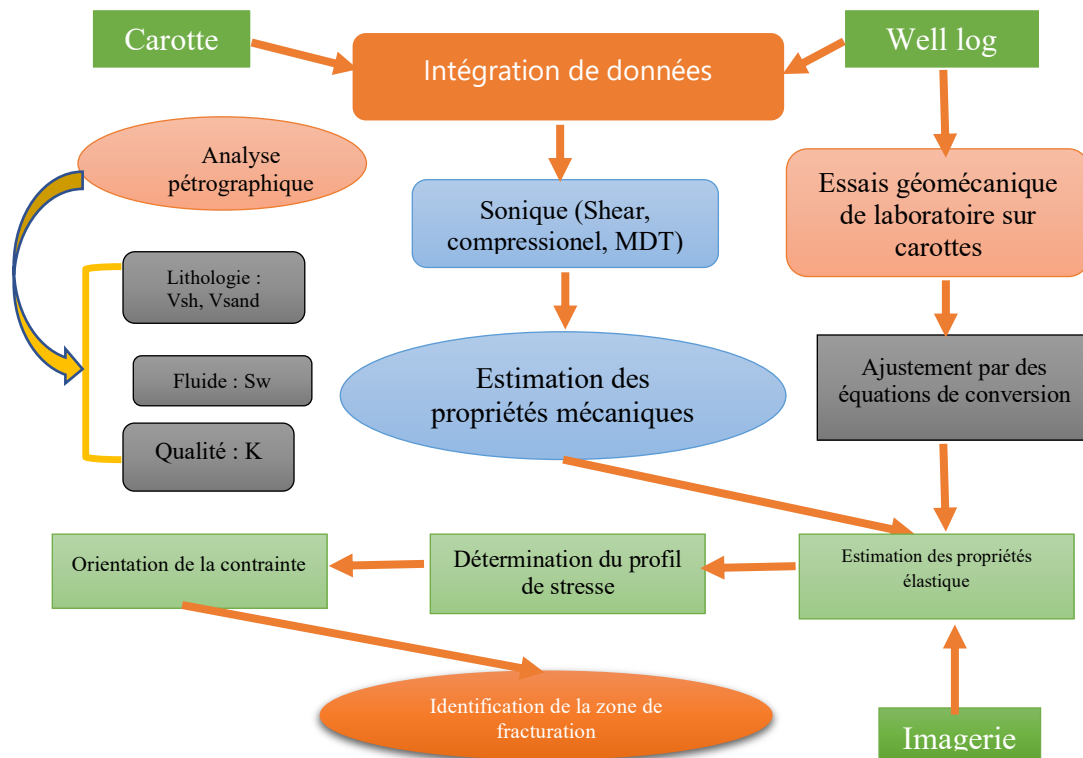 Carotte
Intégration de données
Well log
Analyse
pétrographique
Sonique (Shear,
compressionel, MDT)
Essais géomécanique
de laboratoire sur
carottes
Lithologie :
Vsh, Vsand
Fluide : Sw
Qualité : K
Estimation des
propriétés mécaniques
Ajustement par des
équations de conversion
Orientation de la contrainte
Détermination du profil
de stresse
Estimation des propriétés
élastique
Identification de la zone de
fracturation
Imagerie